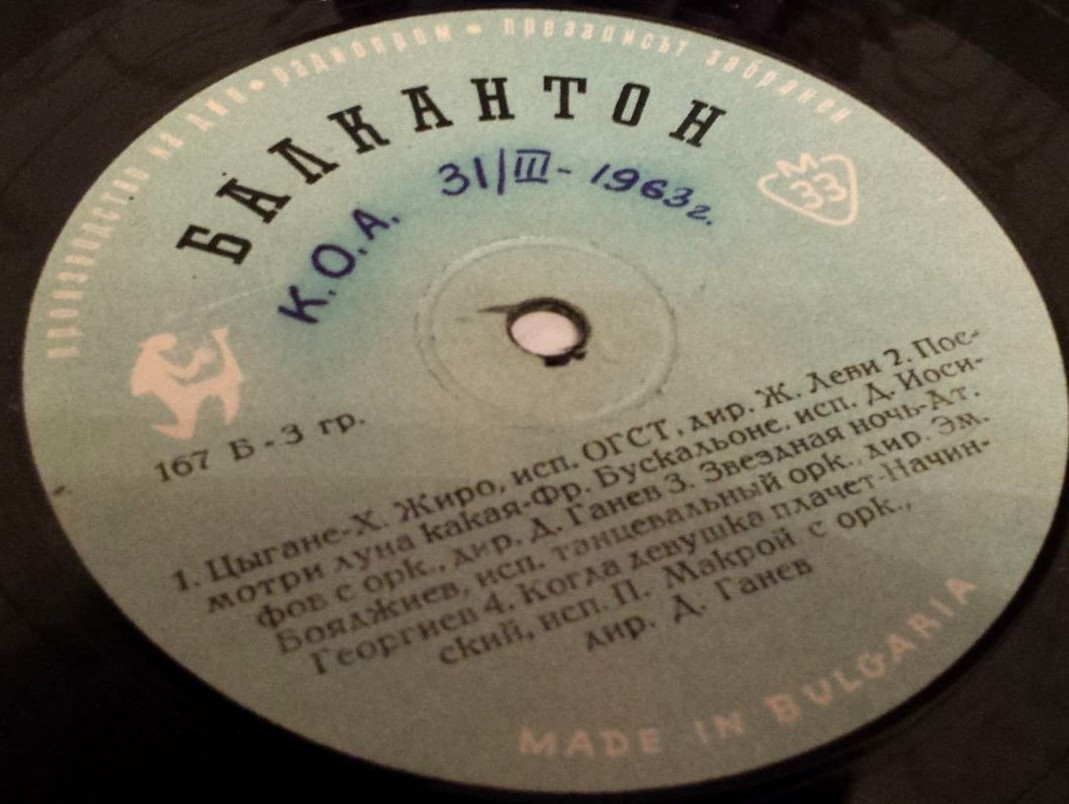 производство на ДИП • радиопром • презаписът забранен
БАЛКАНТОН
К.О.А. 31/III - 1963 г.
М
33
167 Б - 3 гр.
1. Цыгане-Х. Жиро, исп. ОГСТ, дир. Ж. Леви 2. Пос-
мотри луна какая-Фр. Бускальоне, исп. Д. Иоси-
фов с орк., дир. Д. Ганев 3. Звездная ночь-Ат.
Бояджиев, исп. танцевальный орк., дир. Эм.
Георгиев 4. Когда девушка плачет-Начин-
ский, исп. П. Макрой с орк.,
дир. Д. Ганев
MADE IN BULGARIA